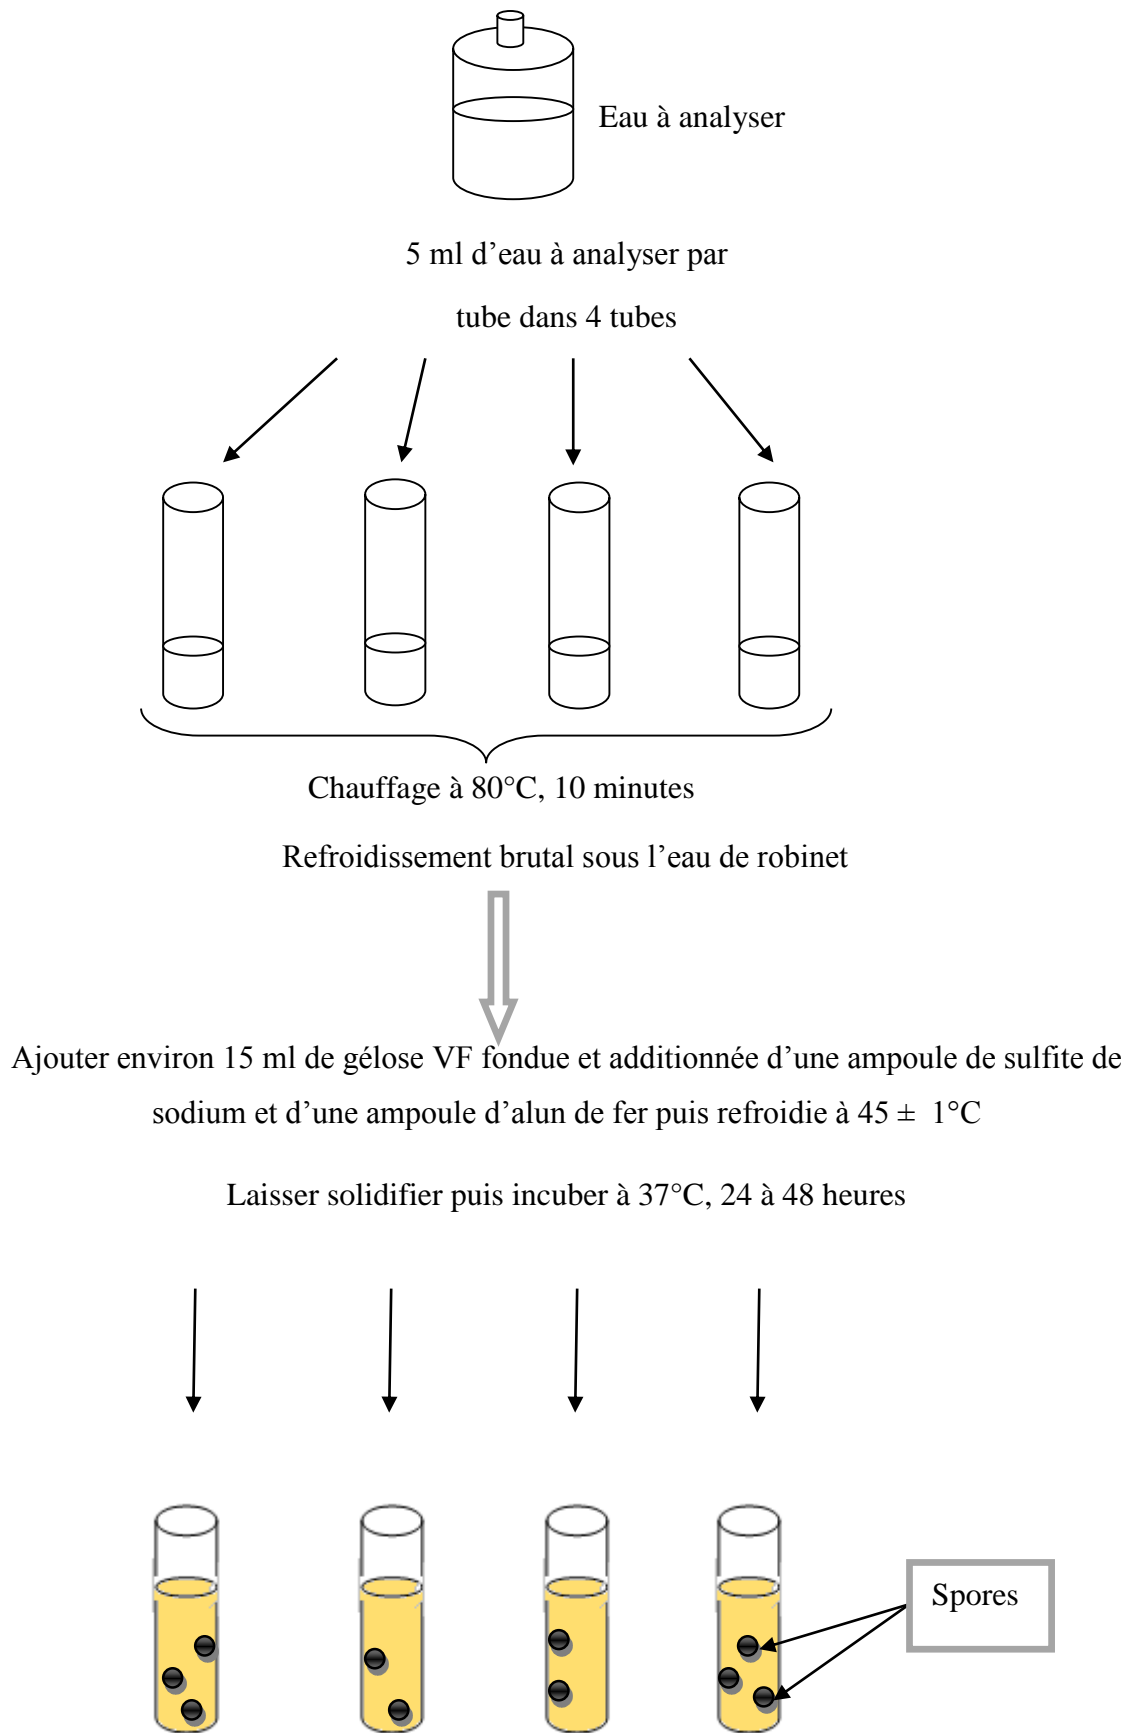 Eau à analyser
5 ml d’eau à analyser par
tube dans 4 tubes
Chauffage à 80°C, 10 minutes
Refroidissement brutal sous l’eau de robinet
Ajouter environ 15 ml de gélose VF fondue et additionnée d’une ampoule de sulfite de
sodium et d’une ampoule d’alun de fer puis refroidie à 45 ± 1°C
Laisser solidifier puis incuber à 37°C, 24 à 48 heures
Spores